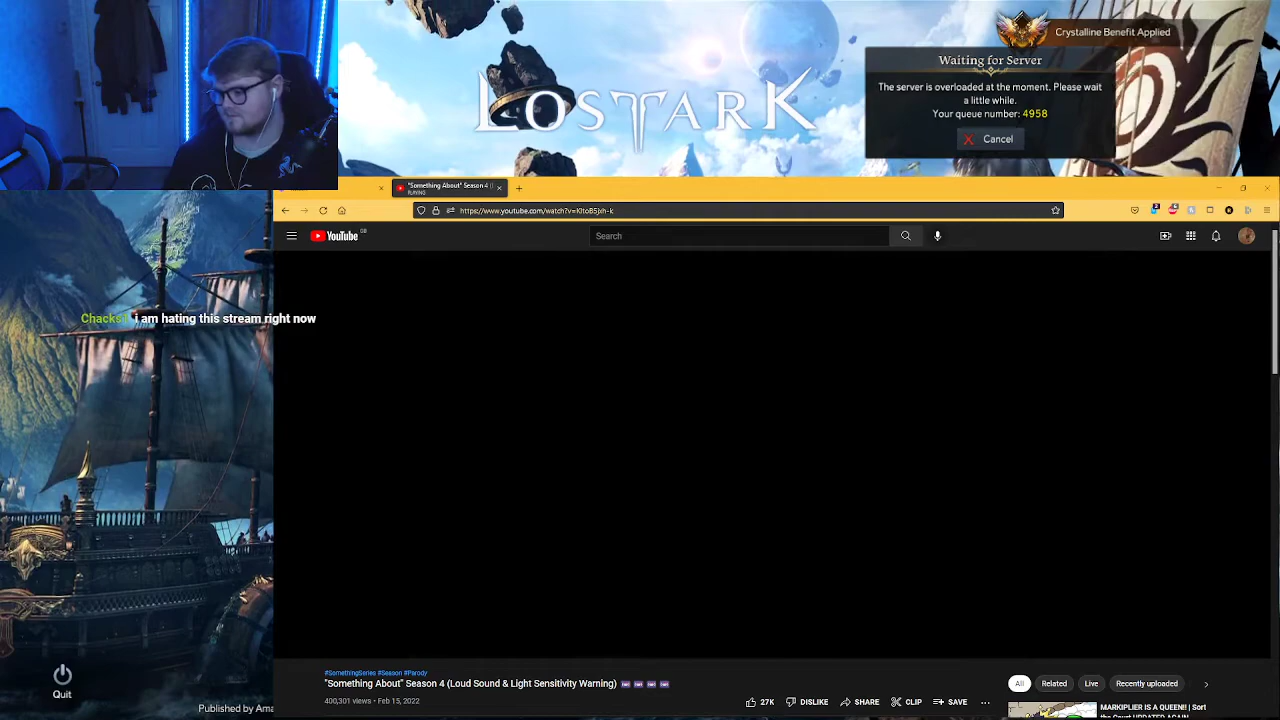 LOSTARK
Crystalline Benefit Applied
Waiting for Server
The server is overloaded at the moment. Please wait
a little while.
Your queue number: 4958
Cancel
"Something About" Season 4 (
PLAYING
https://www.youtube.com/watch?v=
YouTube GB
Search
i am hating this stream right now
Quit
Published by Ama
#SomethingSeries #Season #Parody
"Something About" Season 4 (Loud Sound & Light Sensitivity Warning)
400,301 views • Feb 15, 2022
27K
DISLIKE
SHARE
CLIP
SAVE
All
Related
Live
Recently uploaded
MARKIPLIER IS A QUEEN! | Sort